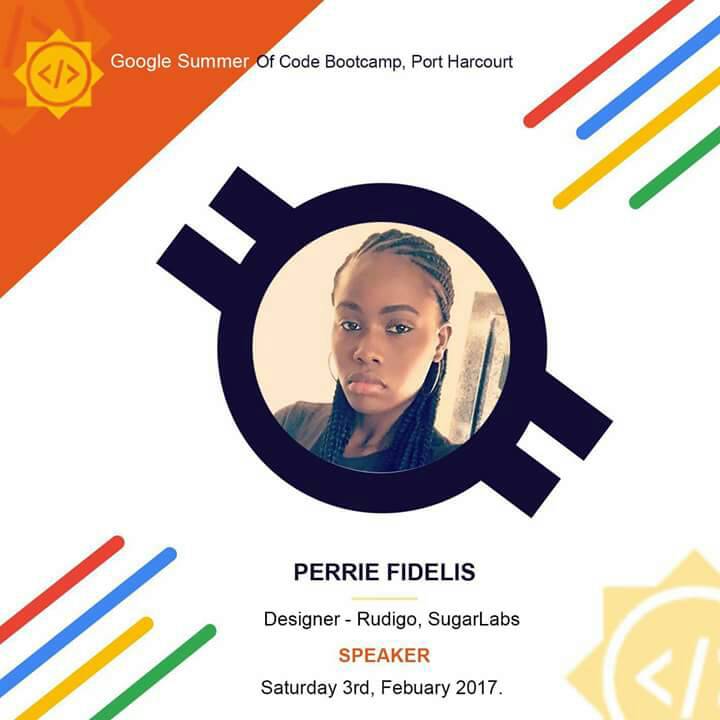 </>
Google Summer Of Code Bootcamp, Port Harcourt
PERRIE FIDELIS
Designer - Rudigo, SugarLabs
SPEAKER
Saturday 3rd, Febuary 2017.
</>